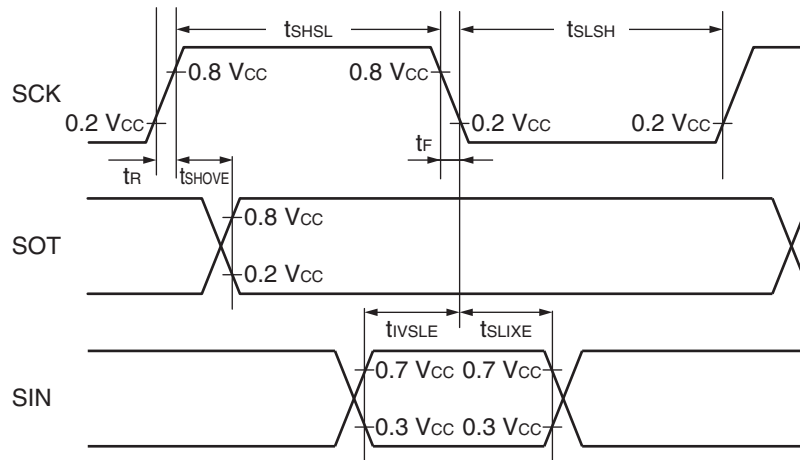 tSHSL tSLSH
SCK 0.8 VCC 0.8 VCC
0.2 VCC 0.2 VCC 0.2 VCC
tR tSHOVE tF
SOT 0.8 VCC
0.2 VCC
tIVSLE tSLIXE
SIN 0.7 VCC 0.7 VCC
0.3 VCC 0.3 VCC